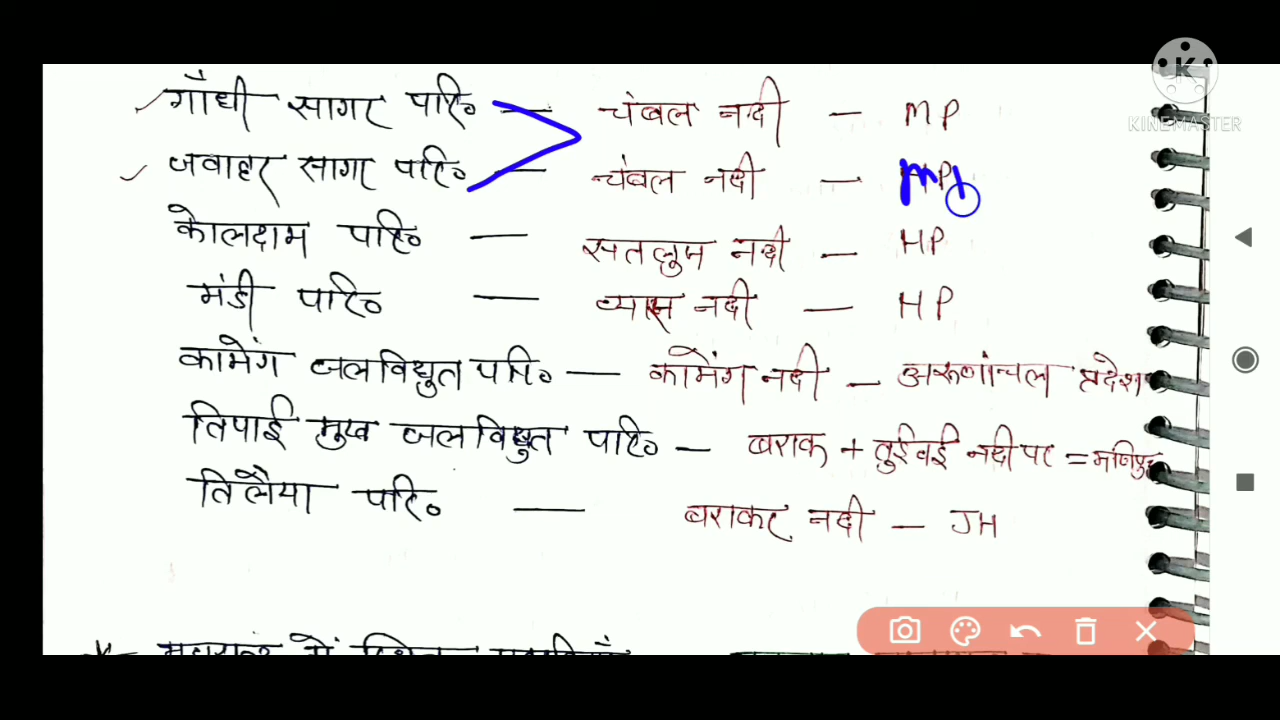 गाँधी सागर परि० — चंबल नदी — MP
जवाहर सागर परि० — चंबल नदी — MP
कोलदाम परि० — सतलुज नदी — HP
मंडी परि० — व्यास नदी — HP
कामेंग जलविधुत परि० — कामेंग नदी — अरूणांचल प्रदेश
तिपाई मुख जलविधुत परि० — बराक + तुईवई नदी पर = मणिपुर
तिलैया परि० — बराकर नदी — JH
K
KINEMASTER